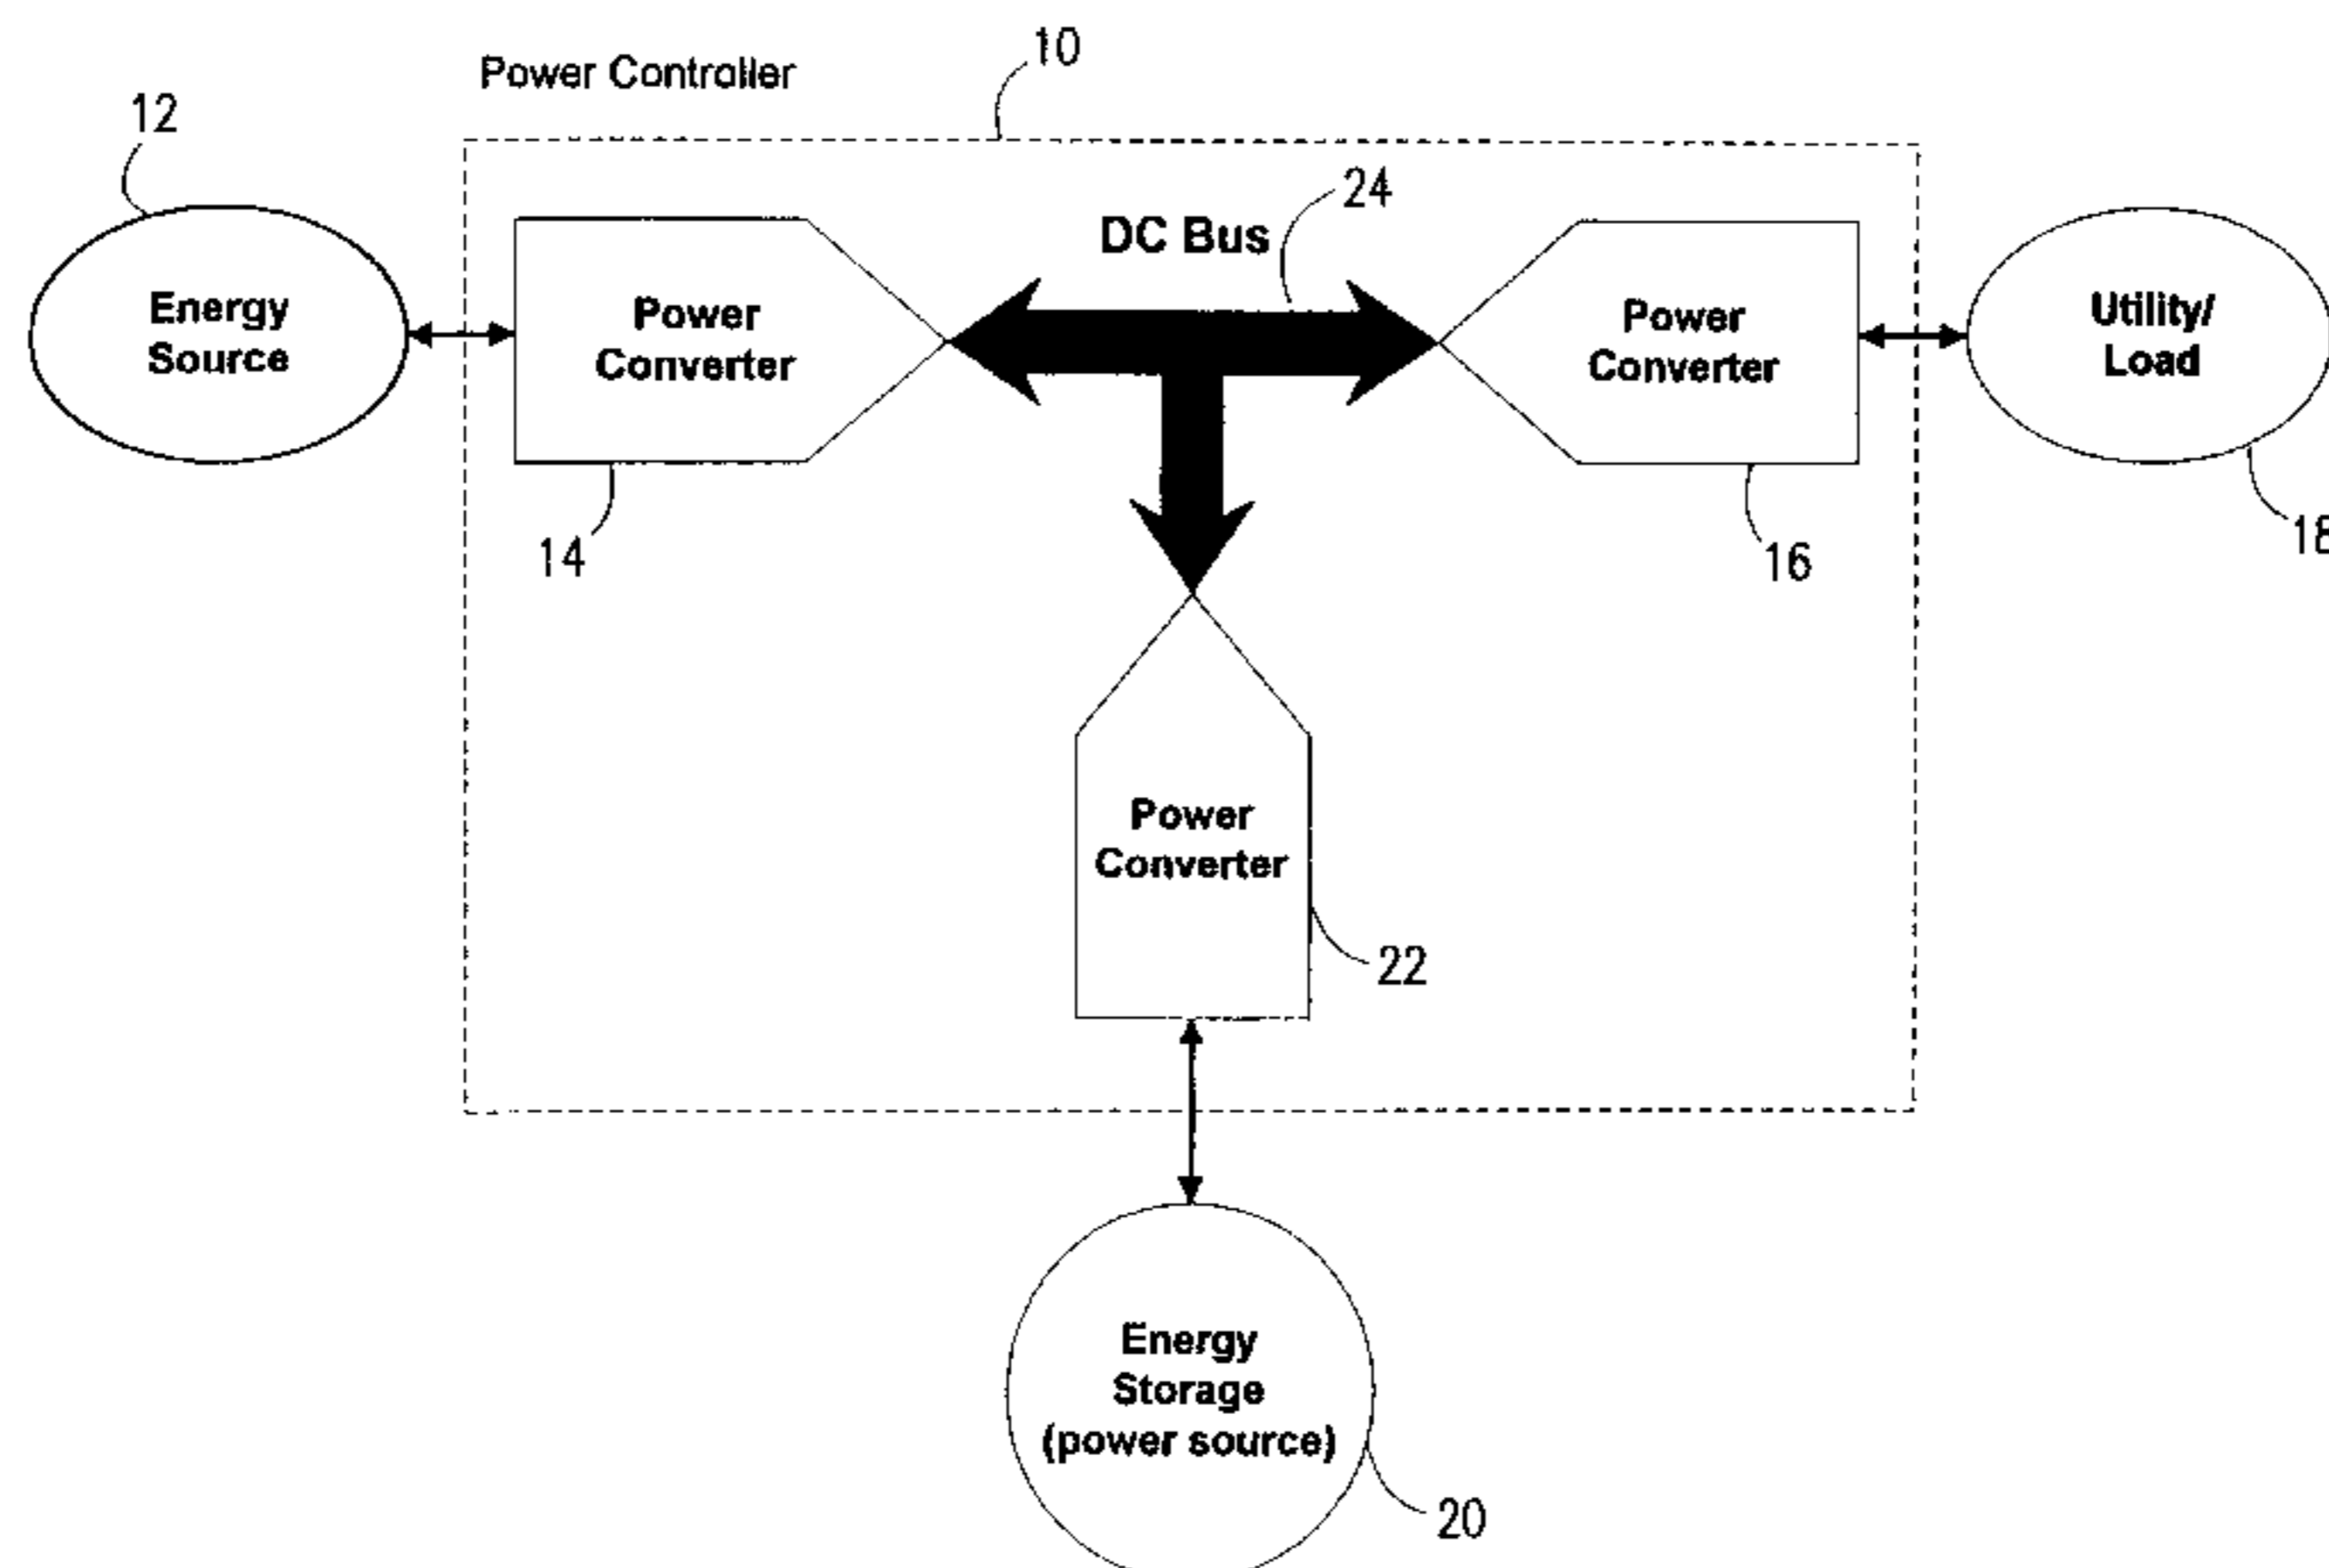 Power Controller
10
12
24
DC Bus
Energy
Source
Power
Converter
Power
Converter
Utility/
Load
14
16
18
Power
Converter
22
Energy
Storage
(power source)
20